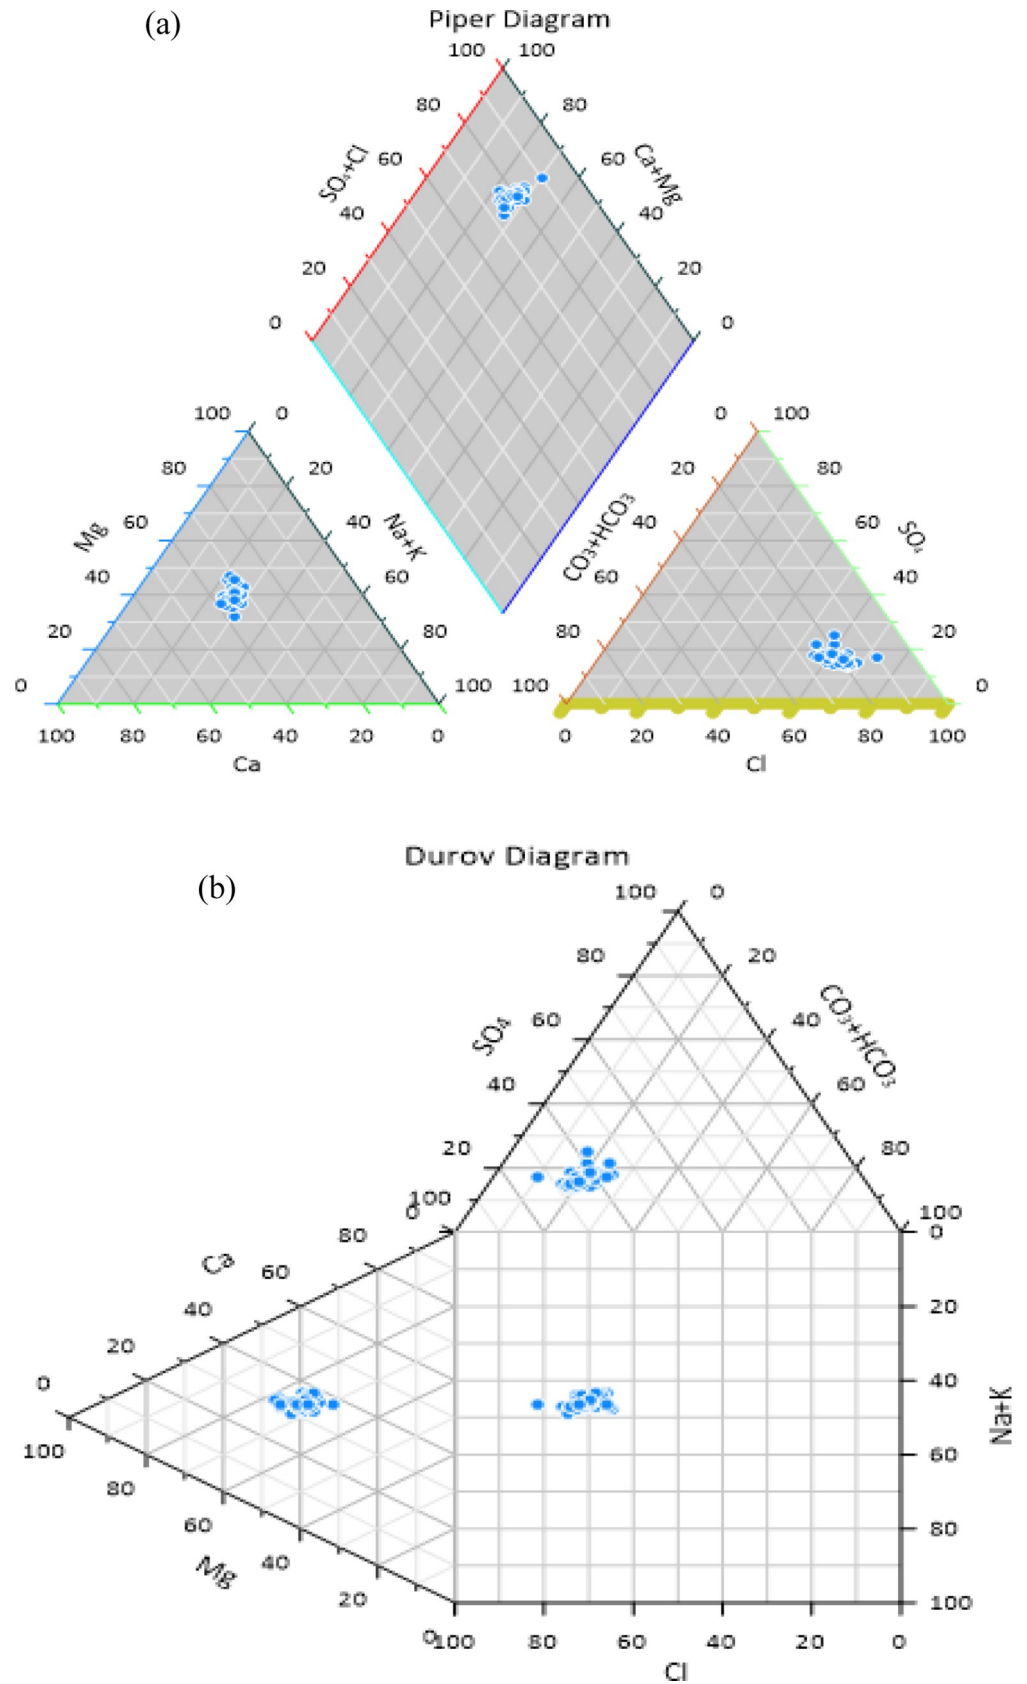 (a)
Piper Diagram
100 100
80 80
SO₄+Cl 60 60 Ca+Mg
40 40
20 20
0 0
100 0 0 100
80 20 20 80
Mg 60 40 Na+K CO₃+HCO₃ 40 60 SO₄
40 60 60 40
20 80 80 20
0 100 100 0
100 80 60 40 20 0 0 20 40 60 80 100
Ca Cl
Durov Diagram
(b)
100 0
80 20
SO₄ 60 40 CO₃+HCO₃
40 60
20 80
100 0 100
0
Ca 80
60 20
40
20 40
0
100 60 Na+K
80
60 80
Mg 40
20 100
0 100 80 60 40 20 0
Cl